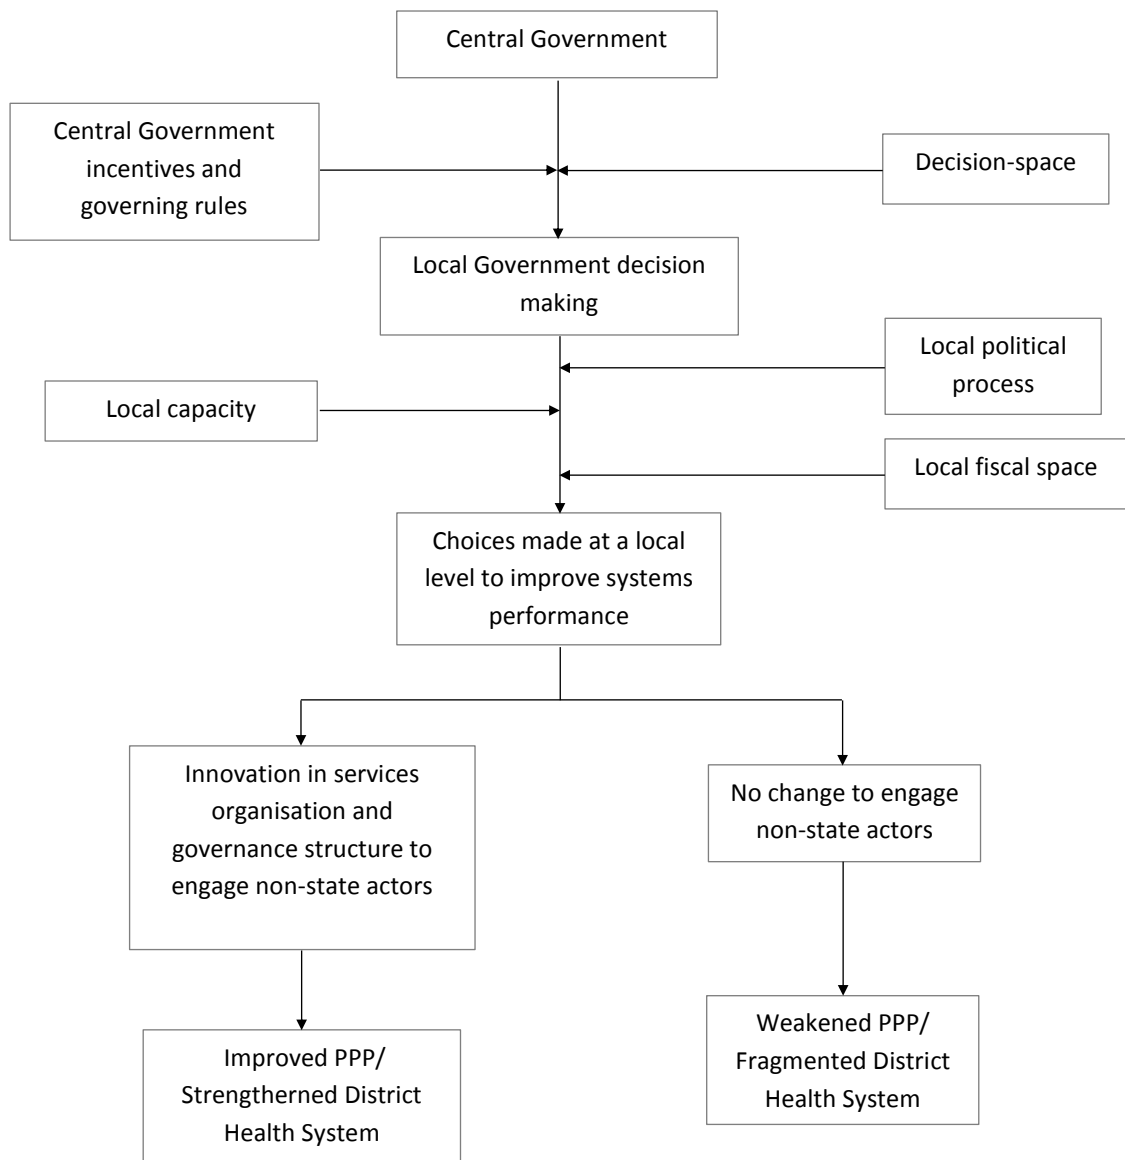 Central Government
Central Government
incentives and
governing rules
Decision-space
Local Government decision
making
Local political
process
Local capacity
Local fiscal space
Choices made at a local
level to improve systems
performance
Innovation in services
organisation and
governance structure to
engage non-state actors
No change to engage
non-state actors
Improved PPP/
Strengtherned District
Health System
Weakened PPP/
Fragmented District
Health System